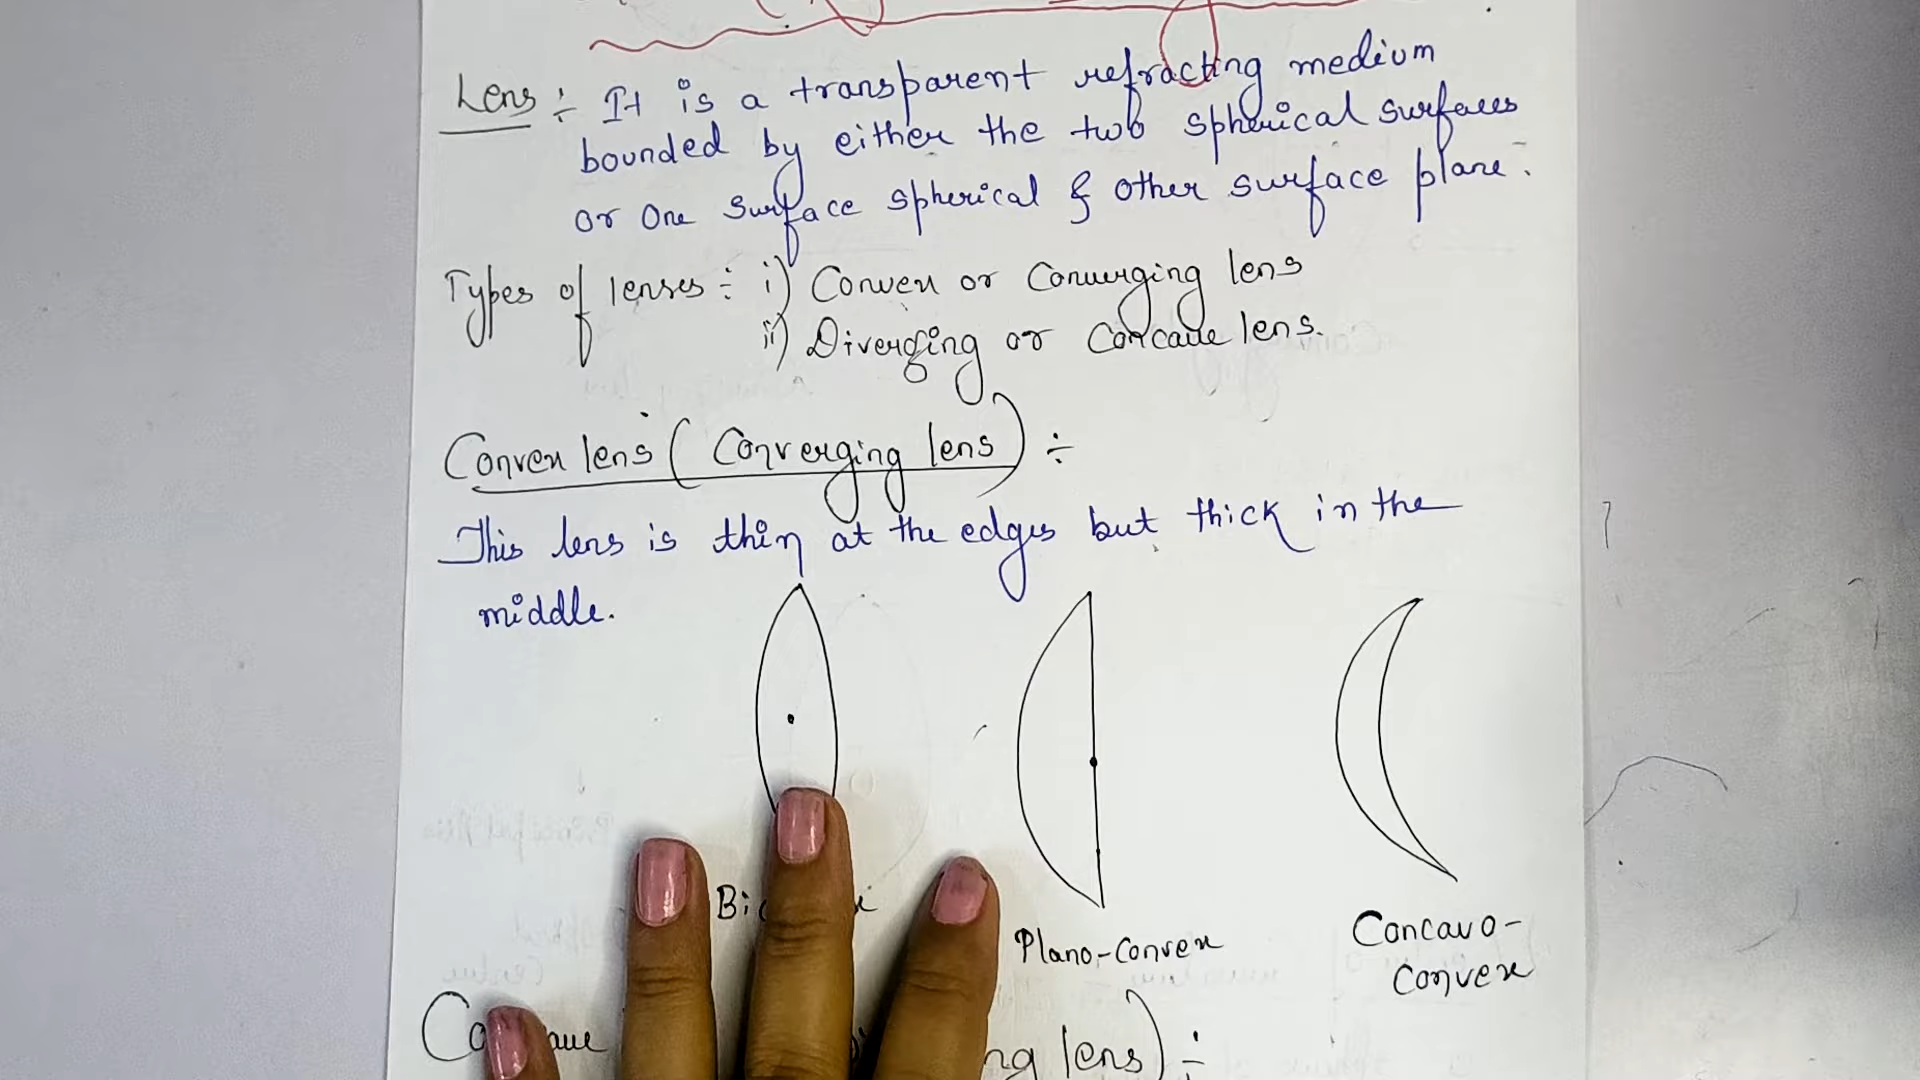 Lens ÷ It is a transparent refracting medium
bounded by either the two spherical surfaces
or one surface spherical & other surface plane.
Types of lenses ÷ i) Convex or Converging lens
ii) Diverging or Concave lens.
Convex lens (Converging lens) ÷
This lens is thin at the edges but thick in the
middle.
Plano-Convex
Concavo-
Convex
lens) ÷